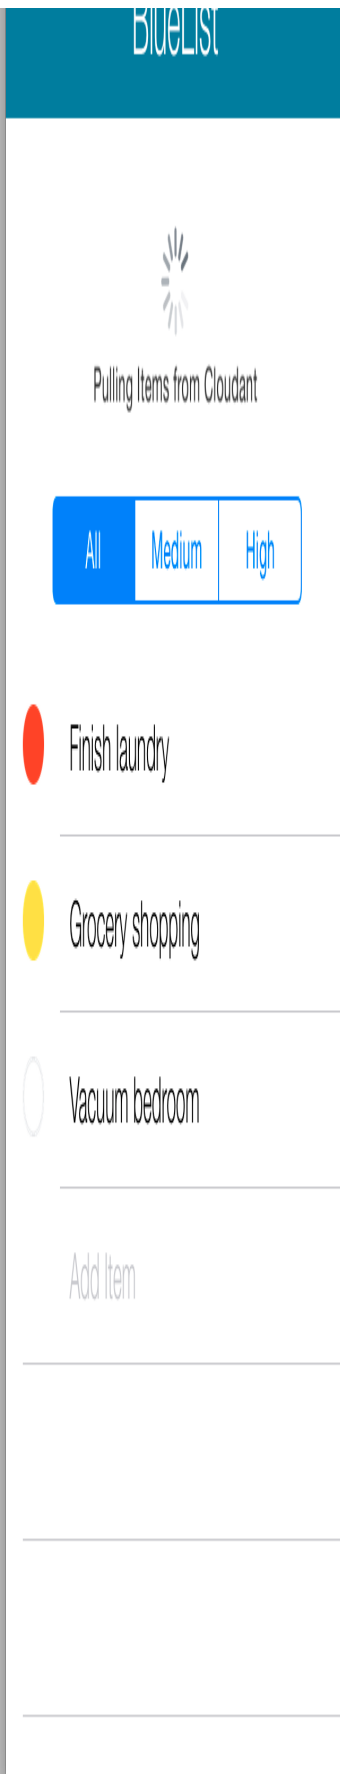 BlueList
Pulling Items from Cloudant
All Medium High
Finish laundry
Grocery shopping
Vacuum bedroom
Add Item